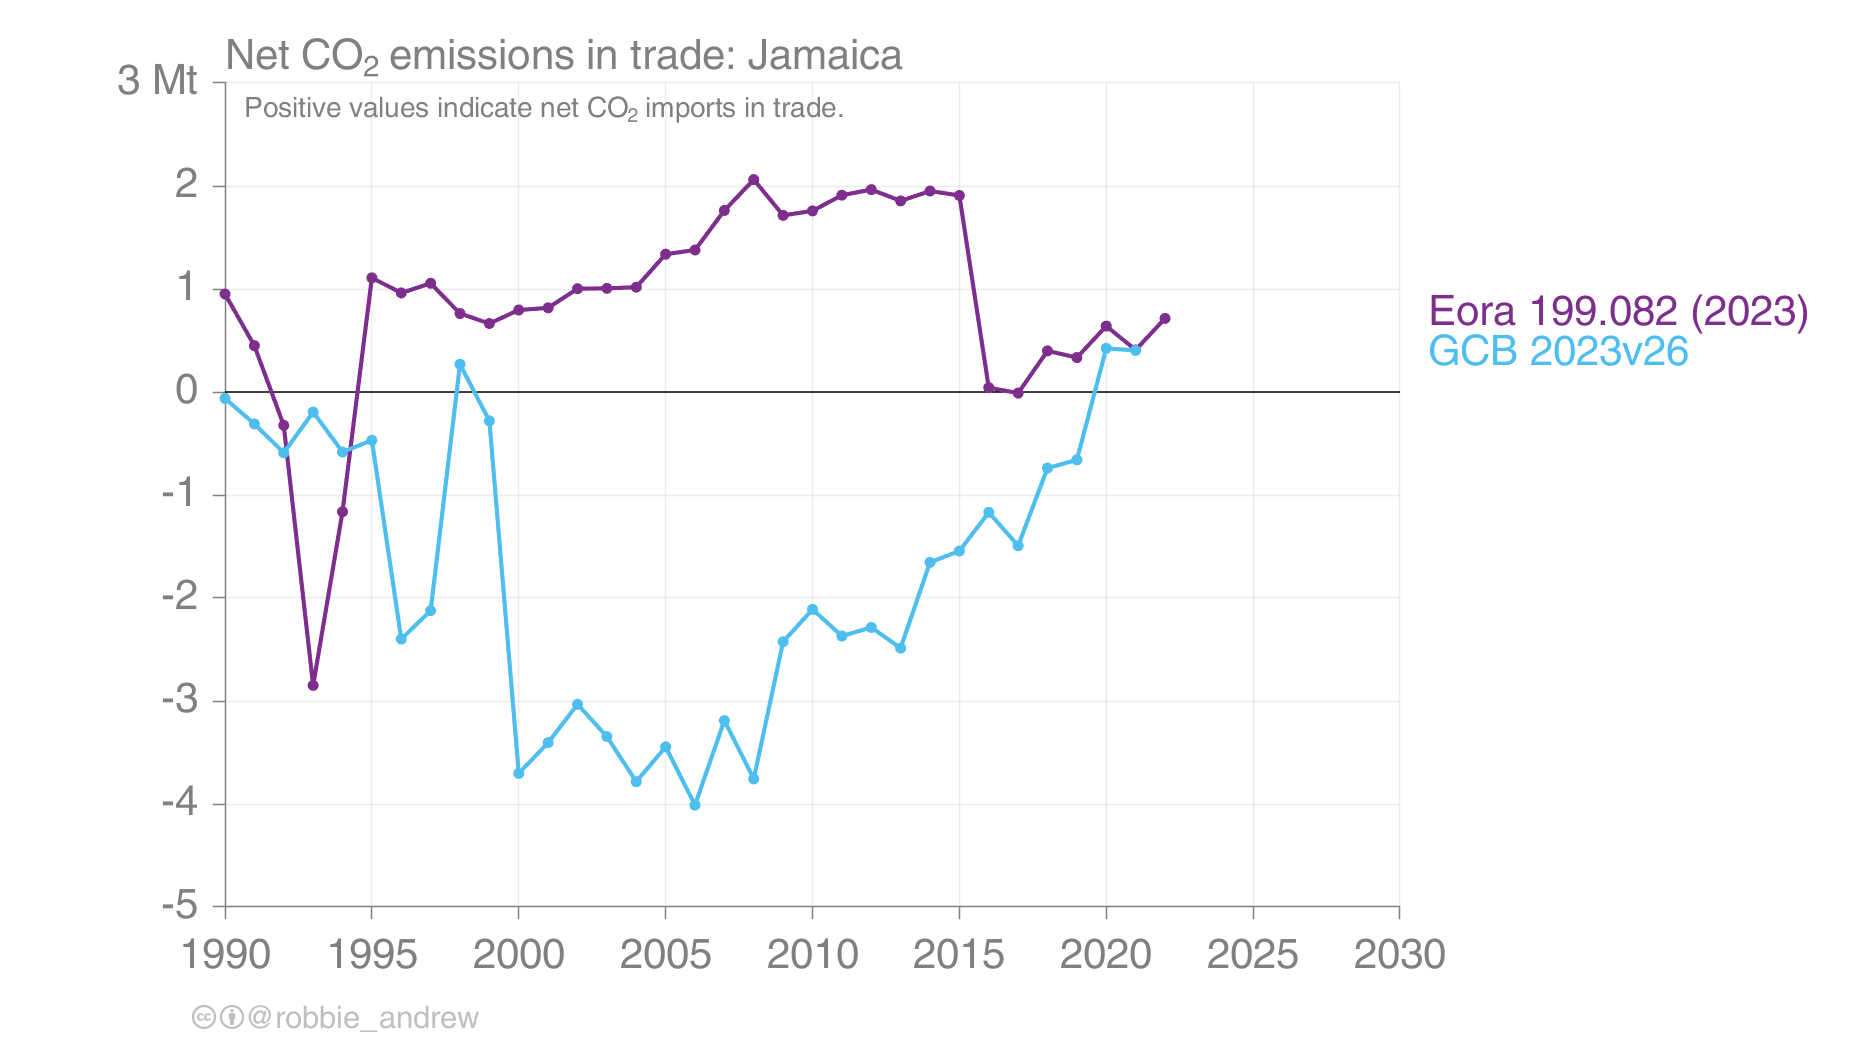 Net CO₂ emissions in trade: Jamaica
3 Mt
Positive values indicate net CO₂ imports in trade.
2
1
0
-1
-2
-3
-4
-5
Eora 199.082 (2023)
GCB 2023v26
1990 1995 2000 2005 2010 2015 2020 2025 2030
@robbie_andrew